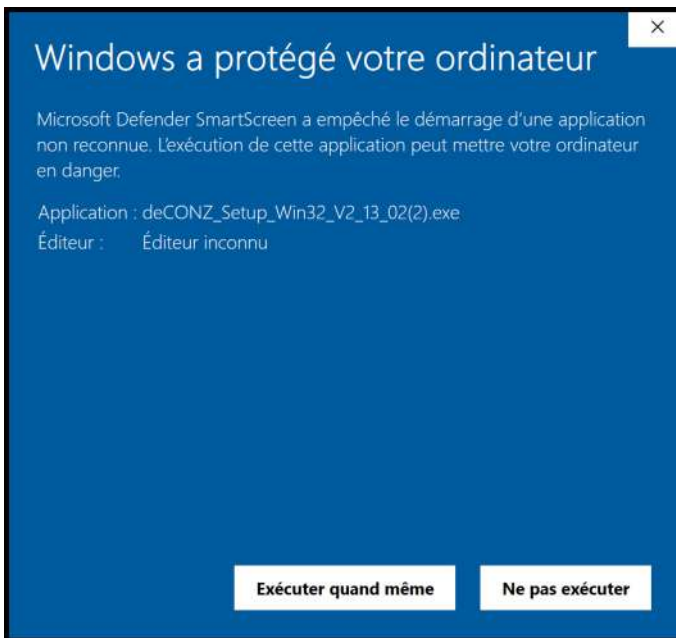 Windows a protégé votre ordinateur
Microsoft Defender SmartScreen a empêché le démarrage d'une application
non reconnue. L'exécution de cette application peut mettre votre ordinateur
en danger.
Application : deCONZ_Setup_Win32_V2_13_02(2).exe
Éditeur : Éditeur inconnu
Exécuter quand même
Ne pas exécuter